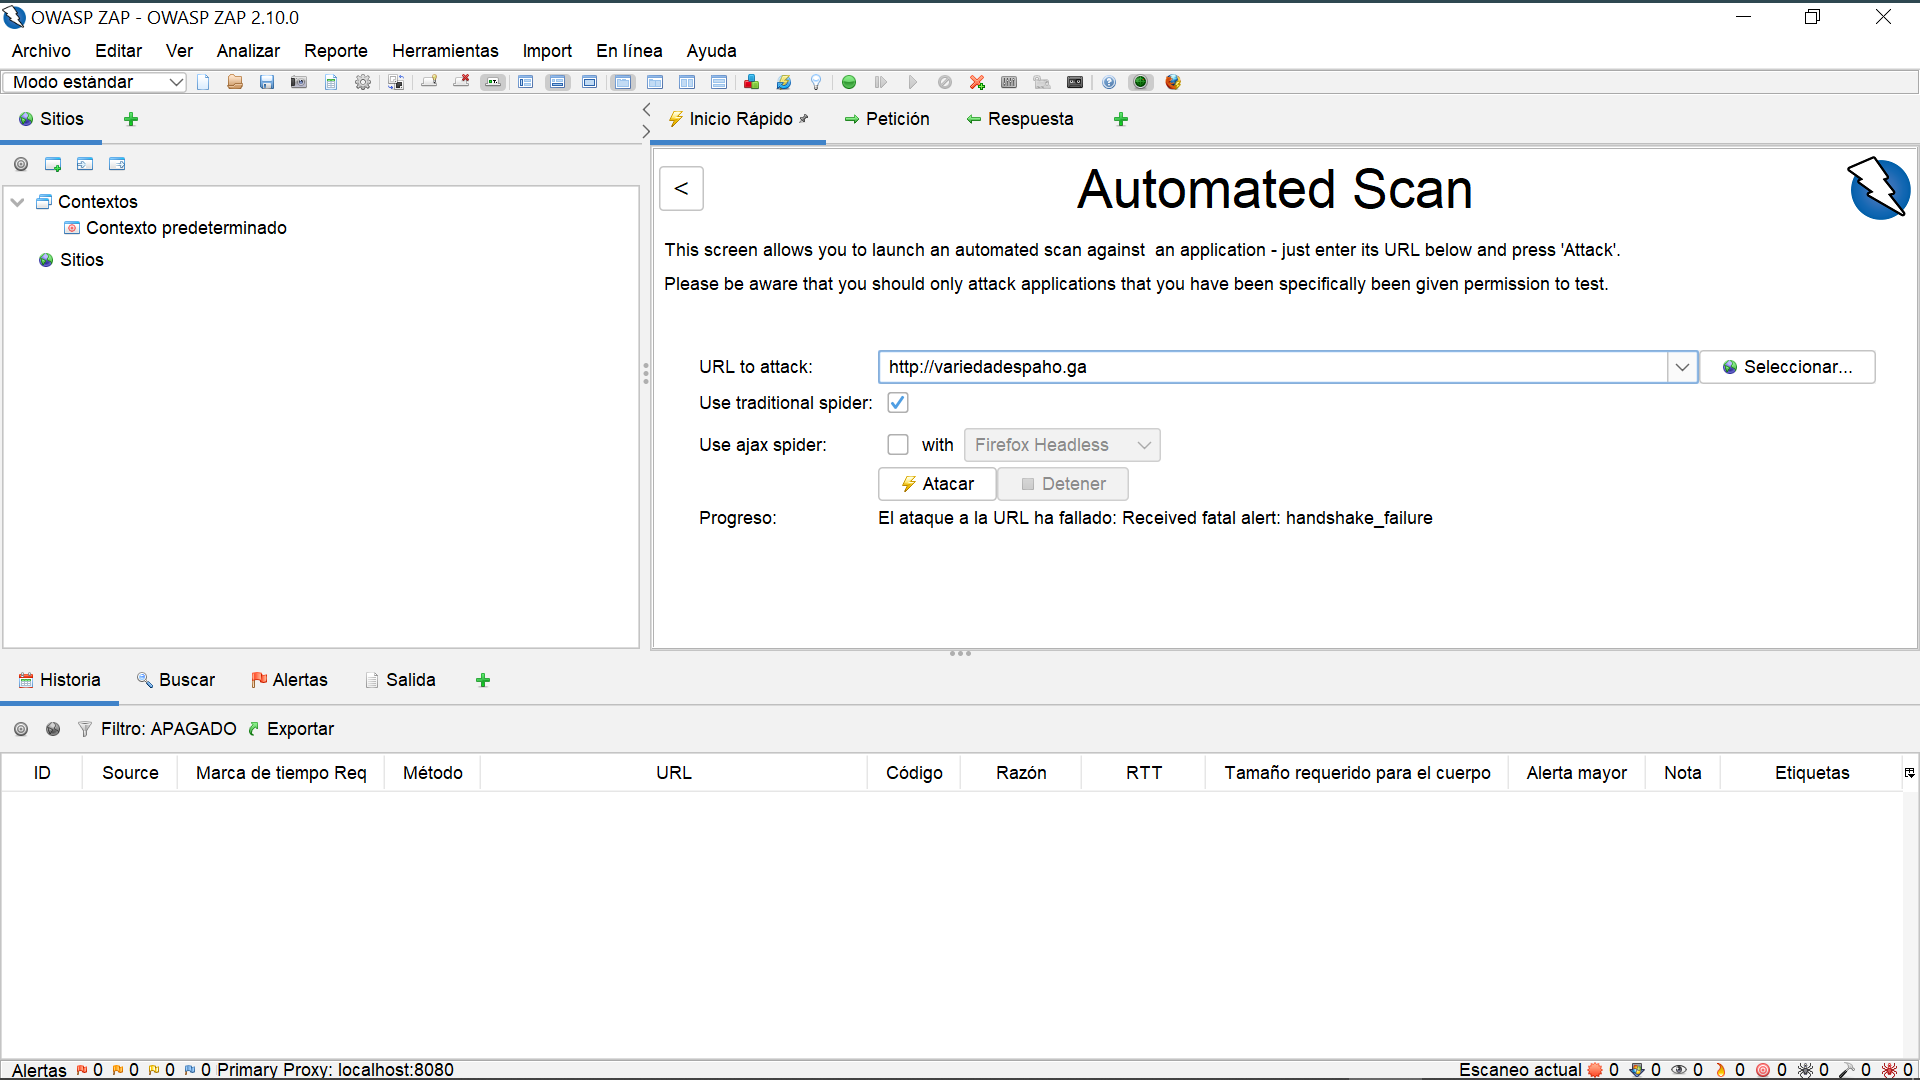 OWASP ZAP - OWASP ZAP 2.10.0
Archivo Editar Ver Analizar Reporte Herramientas Import En línea Ayuda
Modo estándar
Sitios
Inicio Rápido Petición Respuesta
<
Automated Scan
Contextos
Contexto predeterminado
Sitios
This screen allows you to launch an automated scan against  an application - just enter its URL below and press 'Attack'.
Please be aware that you should only attack applications that you have been specifically been given permission to test.
URL to attack: http://variedadespaho.ga Seleccionar...
Use traditional spider:
Use ajax spider: with Firefox Headless
Atacar Detener
Progreso: El ataque a la URL ha fallado: Received fatal alert: handshake_failure
Historia Buscar Alertas Salida
Filtro: APAGADO Exportar
ID Source Marca de tiempo Req Método URL Código Razón RTT Tamaño requerido para el cuerpo Alerta mayor Nota Etiquetas
Alertas 0 0 0 0 Primary Proxy: localhost:8080 Escaneo actual 0 0 0 0 0 0 0 0